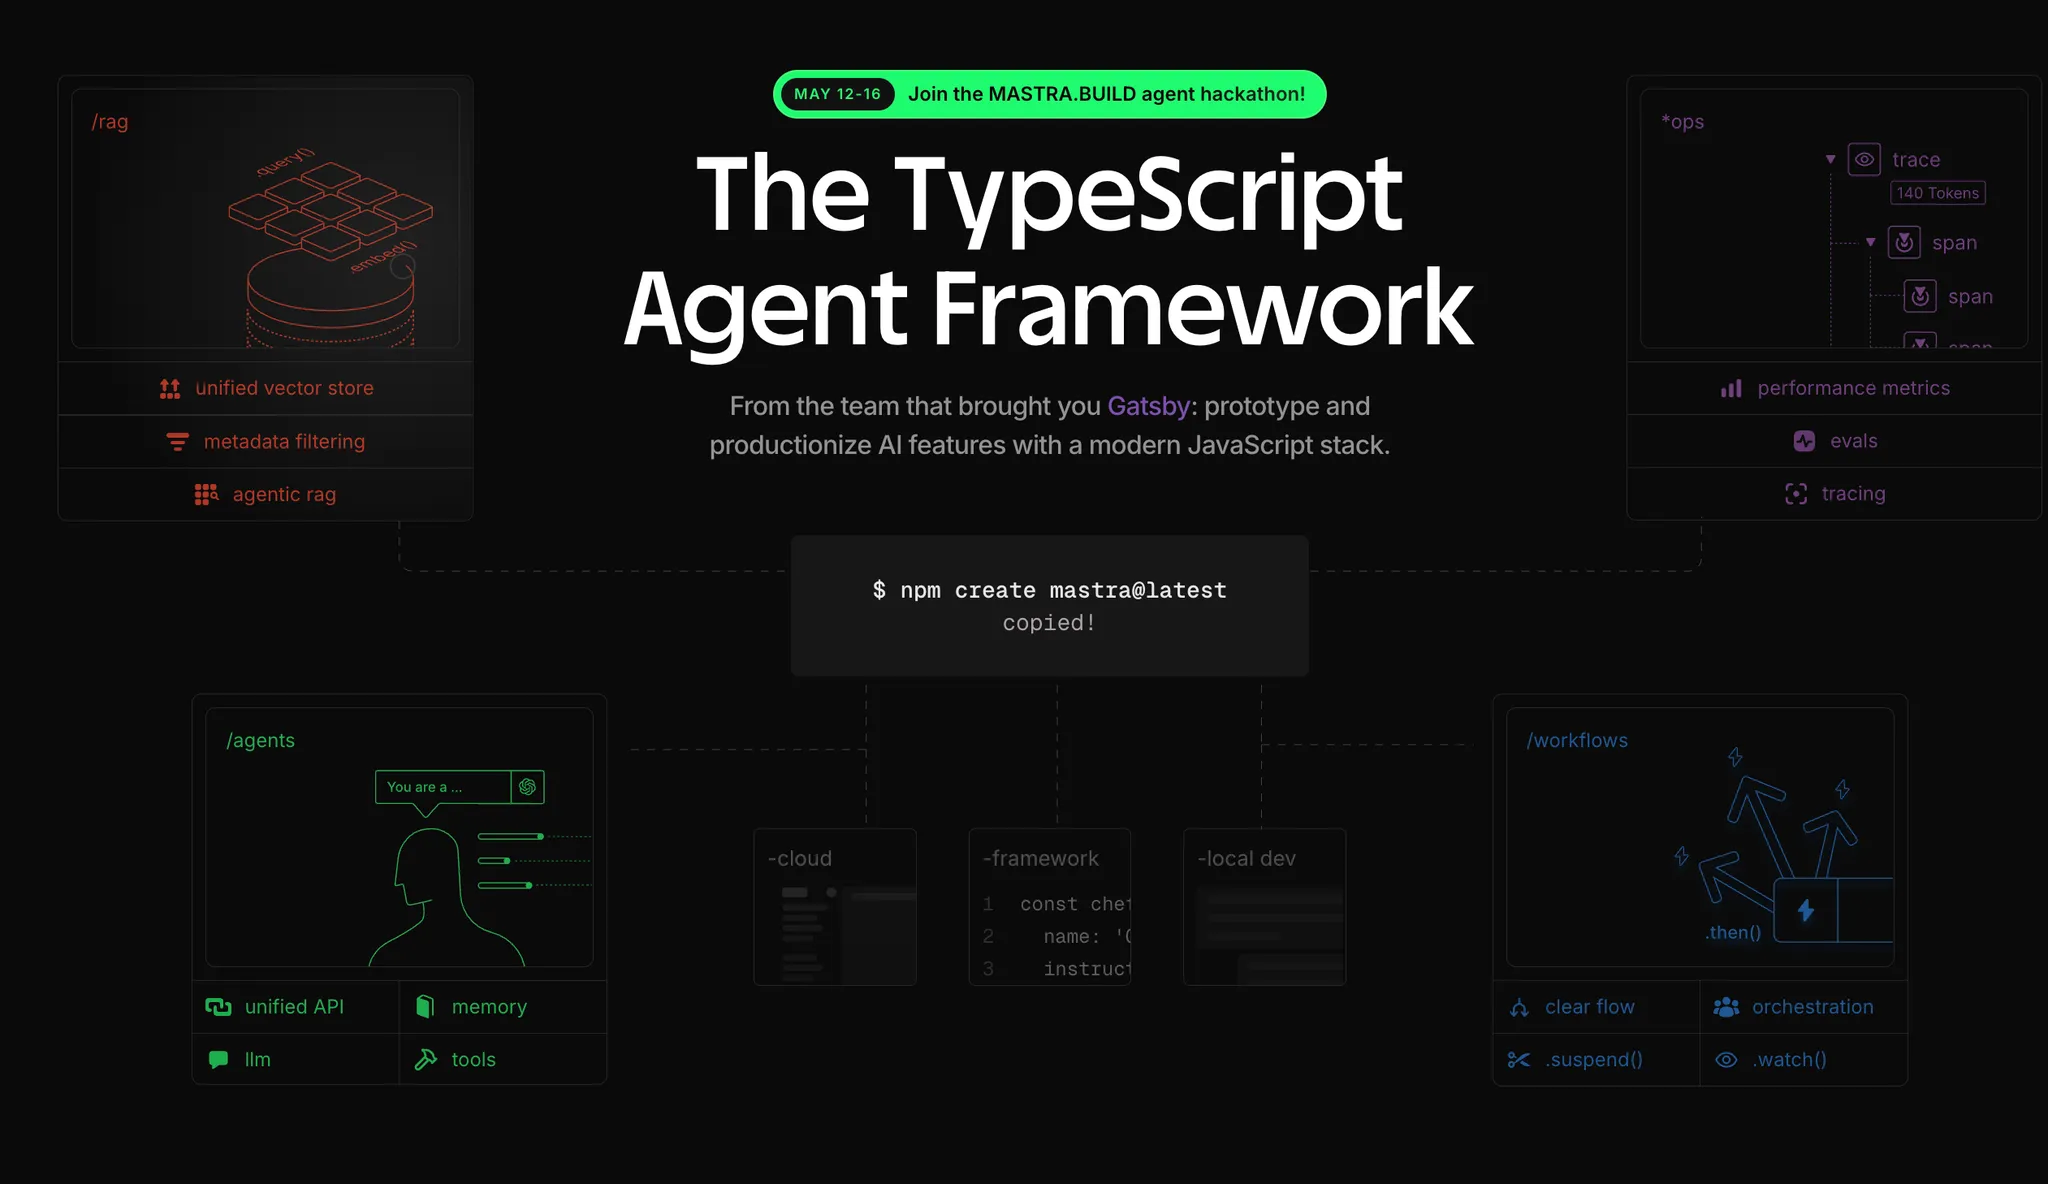 MAY 12-16 Join the MASTRA.BUILD agent hackathon!
The TypeScript
Agent Framework
From the team that brought you Gatsby: prototype and
productionize AI features with a modern JavaScript stack.
/rag
.query()
.embed()
unified vector store
metadata filtering
agentic rag
*ops
trace
140 Tokens
span
span
span
performance metrics
evals
tracing
$ npm create mastra@latest
copied!
/agents
You are a ...
unified API
memory
llm
tools
-cloud
-framework
1 const chef
2 name: '
3 instruct
-local dev
/workflows
.then()
clear flow
orchestration
.suspend()
.watch()